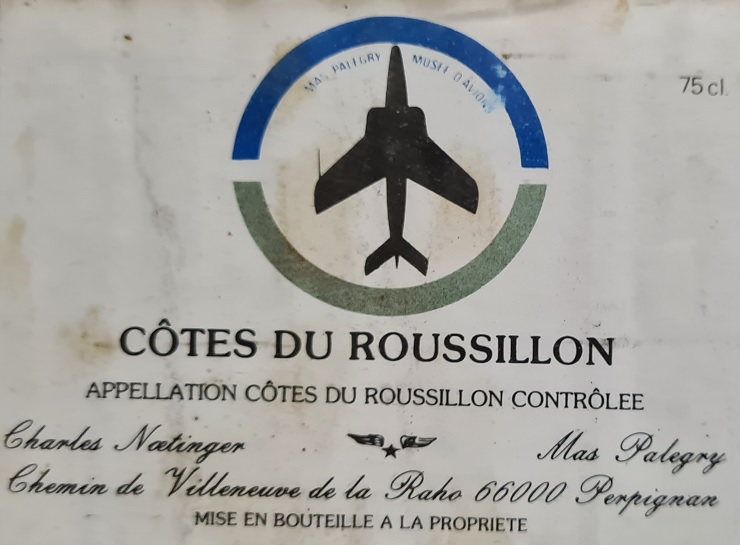 MAS PALEGRY MUSEE D'AVIONS
75 cl.
CÔTES DU ROUSSILLON
APPELLATION CÔTES DU ROUSSILLON CONTRÔLEE
Charles Nœtinger Mas Palegry
Chemin de Villeneuve de la Raho 66000 Perpignan
MISE EN BOUTEILLE A LA PROPRIETE